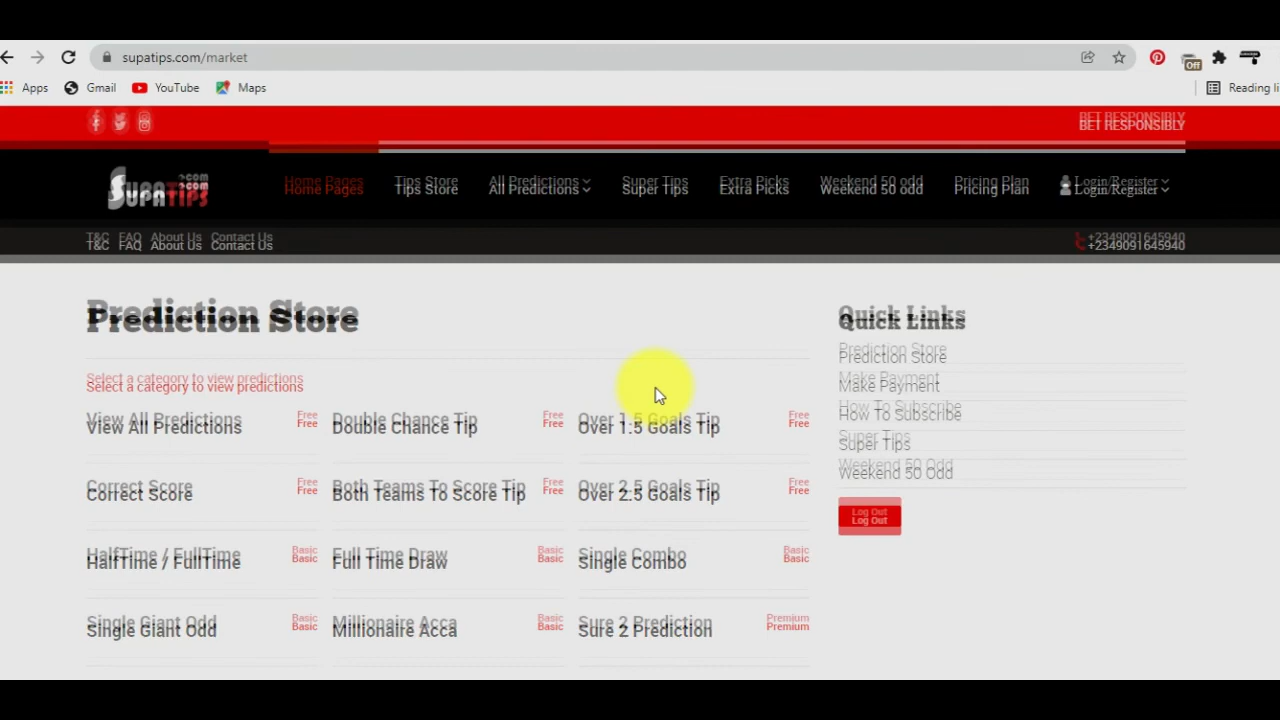 supatips.com/market
Off
Apps Gmail YouTube Maps Reading li
BET RESPONSIBLY
SUPATIPS .COM
Home Pages Tips Store All Predictions Super Tips Extra Picks Weekend 50 odd Pricing Plan Login/Register
T&C FAQ About Us Contact Us +2349091645940
Prediction Store
Select a category to view predictions
View All Predictions Free Double Chance Tip Free Over 1.5 Goals Tip Free
Correct Score Free Both Teams To Score Tip Free Over 2.5 Goals Tip Free
HalfTime / FullTime Basic Full Time Draw Basic Single Combo Basic
Single Giant Odd Basic Millionaire Acca Basic Sure 2 Prediction Premium
Quick Links
Prediction Store
Make Payment
How To Subscribe
Super Tips
Weekend 50 Odd
Log Out